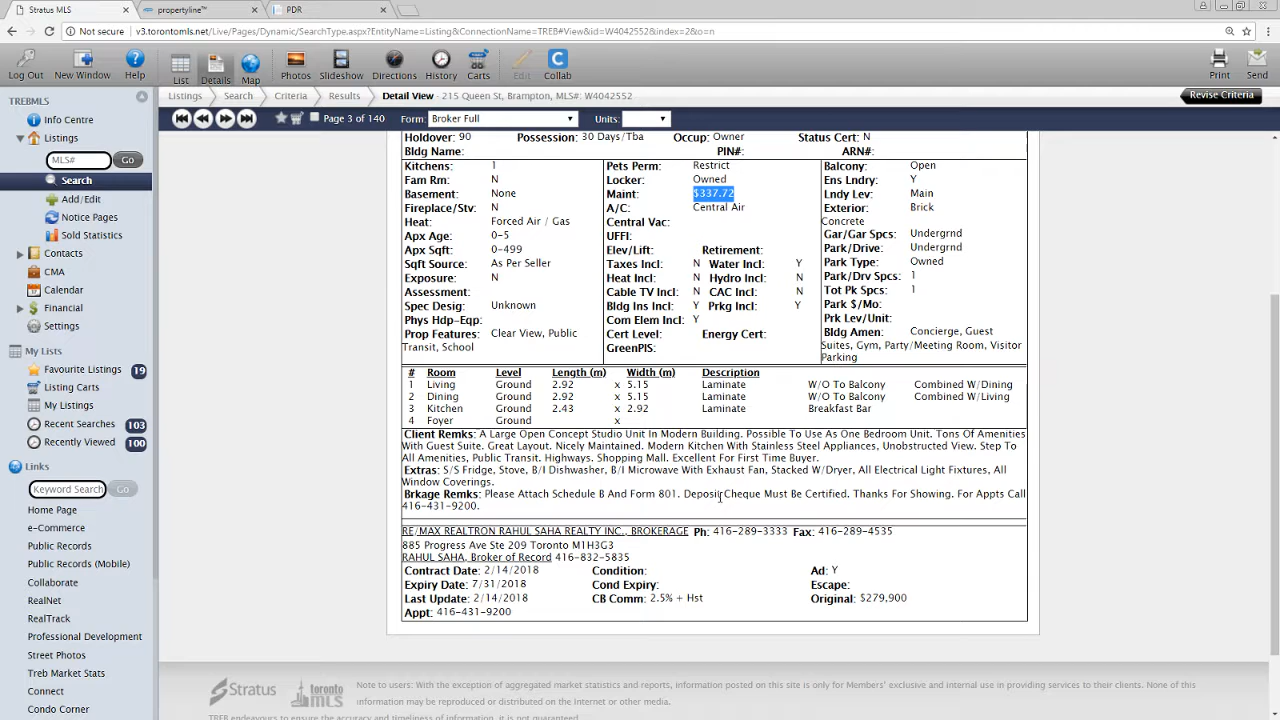 Stratus MLS
propertyline™
PDR
Not secure
v3.torontomls.net/Live/Pages/Dynamic/SearchType.aspx?EntityName=Listing&ConnectionName=TREB#View&id=W4042552&index=2&o=n
Log Out New Window Help List Details Map Photos Slideshow Directions History Carts Edit Collab Print Send
TREBMLS
Listings Search Criteria Results Detail View - 215 Queen St, Brampton, MLS#: W4042552 Revise Criteria
Page 3 of 140 Form: Broker Full Units:
Info Centre
Listings
MLS# Go
Search
Add/Edit
Notice Pages
Sold Statistics
Contacts
CMA
Calendar
Financial
Settings
My Lists
Favourite Listings 19
Listing Carts
My Listings
Recent Searches 103
Recently Viewed 100
Links
Keyword Search Go
Home Page
e-Commerce
Public Records
Public Records (Mobile)
Collaborate
RealNet
RealTrack
Professional Development
Street Photos
Treb Market Stats
Connect
Condo Corner
Holdover: 90 Possession: 30 Days/Tba Occup: Owner Status Cert: N
Bldg Name: PIN#: ARN#:
Kitchens: 1 Pets Perm: Restrict Balcony: Open
Fam Rm: N Locker: Owned Ens Lndry: Y
Basement: None Maint: $337.72 Lndy Lev: Main
Fireplace/Stv: N A/C: Central Air Exterior: Brick
Heat: Forced Air / Gas Central Vac: Concrete
Apx Age: 0-5 UFFI: Gar/Gar Spcs: Undergrnd
Apx Sqft: 0-499 Elev/Lift: Retirement: Park/Drive: Undergrnd
Sqft Source: As Per Seller Taxes Incl: N Water Incl: Y Park Type: Owned
Exposure: N Heat Incl: N Hydro Incl: N Park/Drv Spcs: 1
Assessment: Cable TV Incl: N CAC Incl: N Tot Pk Spcs: 1
Spec Desig: Unknown Bldg Ins Incl: Y Prkg Incl: Y Park $/Mo:
Phys Hdp-Eqp: Com Elem Incl: Y Prk Lev/Unit:
Prop Features: Clear View, Public Cert Level: Energy Cert: Bldg Amen: Concierge, Guest
Transit, School GreenPIS: Suites, Gym, Party/Meeting Room, Visitor
Parking
# Room Level Length (m) Width (m) Description
1 Living Ground 2.92 x 5.15 Laminate W/O To Balcony Combined W/Dining
2 Dining Ground 2.92 x 5.15 Laminate W/O To Balcony Combined W/Living
3 Kitchen Ground 2.43 x 2.92 Laminate Breakfast Bar
4 Foyer Ground x
Client Remks: A Large Open Concept Studio Unit In Modern Building. Possible To Use As One Bedroom Unit. Tons Of Amenities
With Guest Suite. Great Layout. Nicely Maintained. Modern Kitchen With Stainless Steel Appliances, Unobstructed View. Step To
All Amenities, Public Transit. Highways. Shopping Mall. Excellent For First Time Buyer.
Extras: S/S Fridge, Stove, B/I Dishwasher, B/I Microwave With Exhaust Fan, Stacked W/Dryer, All Electrical Light Fixtures, All
Window Coverings.
Brkage Remks: Please Attach Schedule B And Form 801. Deposit Cheque Must Be Certified. Thanks For Showing. For Appts Call
416-431-9200.
RE/MAX REALTRON RAHUL SAHA REALTY INC., BROKERAGE Ph: 416-289-3333 Fax: 416-289-4535
885 Progress Ave Ste 209 Toronto M1H3G3
RAHUL SAHA, Broker of Record 416-832-5835
Contract Date: 2/14/2018 Condition: Ad: Y
Expiry Date: 7/31/2018 Cond Expiry: Escape:
Last Update: 2/14/2018 CB Comm: 2.5% + Hst Original: $279,900
Appt: 416-431-9200
Stratus toronto MLS
Note to users: With the exception of aggregated market statistics and reports, information posted on this site is only for Members' exclusive and internal use in providing services to their clients. None of this
information may be reproduced or distributed on the internet or other media.
TREB endeavours to ensure the accuracy and timeliness of information, it is not guaranteed.